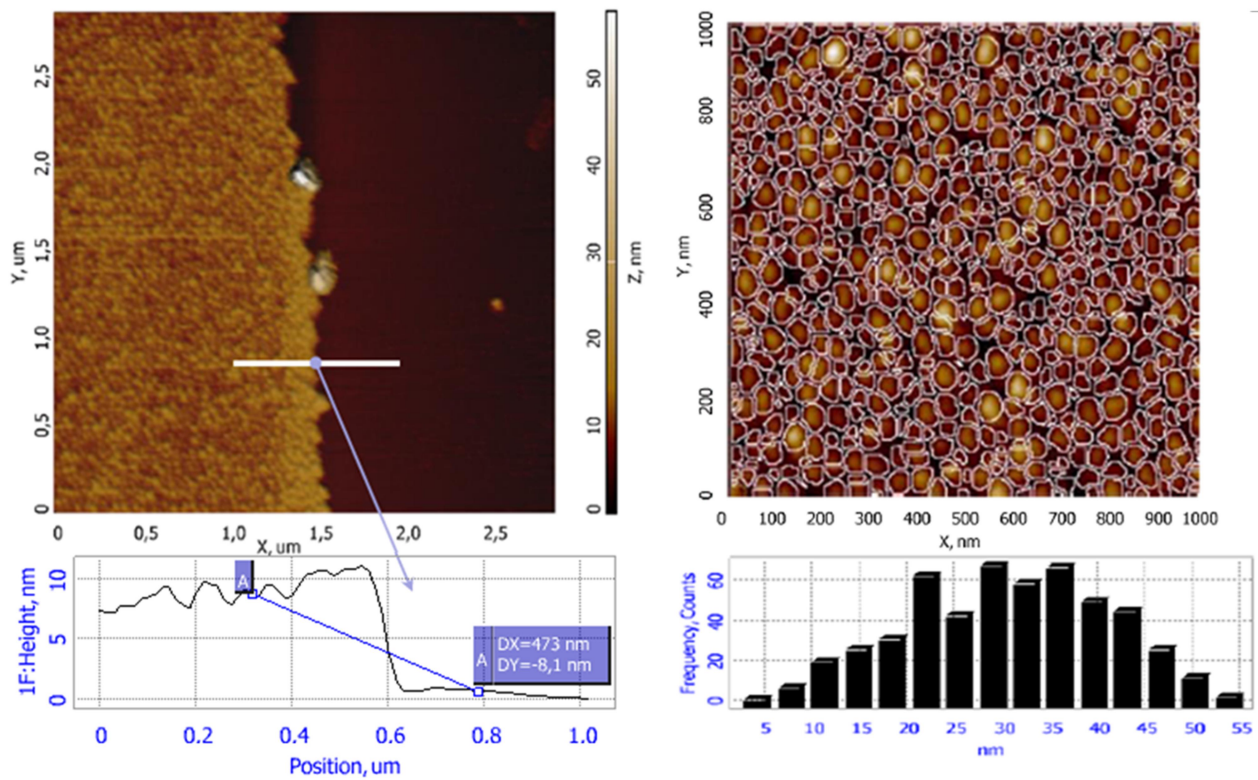 2,5
2,0
1,5
1,0
0,5
0
Y, um
0 0,5 1,0 1,5 2,0 2,5
X, um
50
40
30
20
10
0
Z, nm
1000
800
600
400
200
0
Y, nm
0 100 200 300 400 500 600 700 800 900 1000
X, nm
10
5
0
1F:Height, nm
A
A
DX=473 nm
DY=-8,1 nm
0 0.2 0.4 0.6 0.8 1.0
Position, um
60
40
20
0
Frequency, Counts
5 10 15 20 25 30 35 40 45 50 55
nm